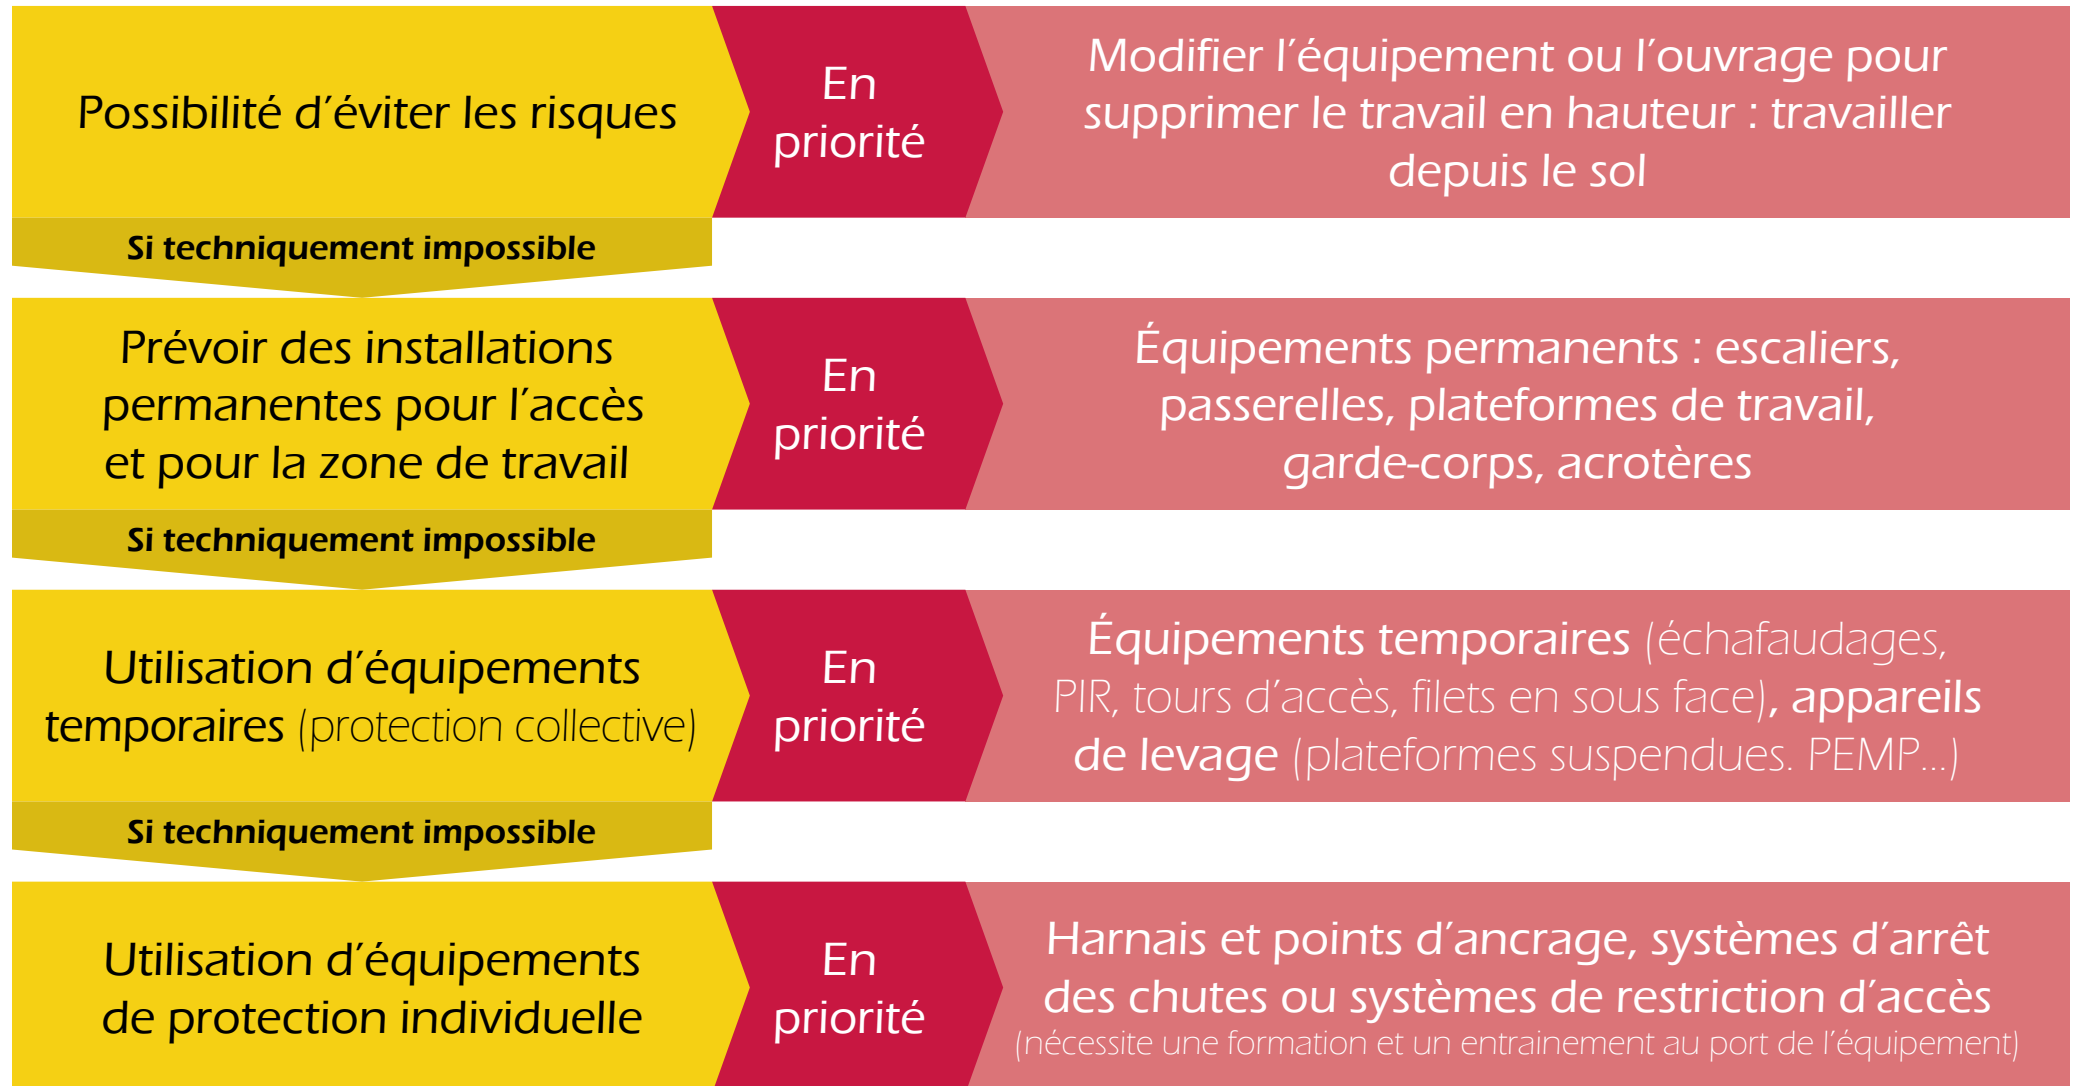 Possibilité d'éviter les risques
En
priorité
Modifier l'équipement ou l'ouvrage pour
supprimer le travail en hauteur : travailler
depuis le sol
Si techniquement impossible
Prévoir des installations
permanentes pour l'accès
et pour la zone de travail
En
priorité
Équipements permanents : escaliers,
passerelles, plateformes de travail,
garde-corps, acrotères
Si techniquement impossible
Utilisation d'équipements
temporaires (protection collective)
En
priorité
Équipements temporaires (échafaudages,
PIR, tours d'accès, filets en sous face), appareils
de levage (plateformes suspendues. PEMP...)
Si techniquement impossible
Utilisation d'équipements
de protection individuelle
En
priorité
Harnais et points d'ancrage, systèmes d'arrêt
des chutes ou systèmes de restriction d'accès
(nécessite une formation et un entrainement au port de l'équipement)